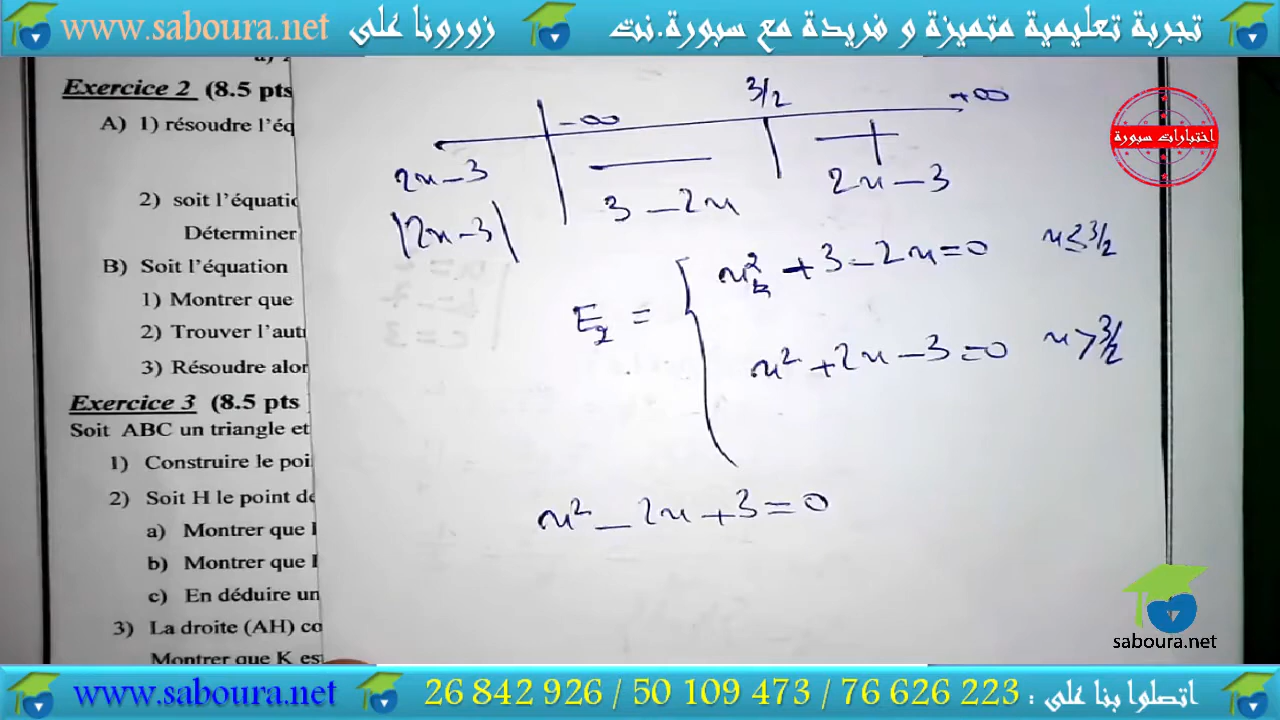 تجربة تعليمية متميزة و فريدة مع سبورة.نت زورونا على www.saboura.net
Exercice 2 (8.5 pts
A) 1) résoudre l'éq
2) soit l'équatio
Déterminer
B) Soit l'équation
1) Montrer que
2) Trouver l'autr
3) Résoudre alor
Exercice 3 (8.5 pts
Soit ABC un triangle et
1) Construire le poi
2) Soit H le point de
a) Montrer que
b) Montrer que
c) En déduire un
3) La droite (AH) co
Montrer que K es
-∞ 3/2 +∞
2x-3 — +
|2x-3| 3-2x 2x-3
E₂ = { x²+3-2x=0 x≤3/2
x²+2x-3=0 x>3/2
x²-2x+3=0
اختبارات سبورة
saboura.net
اتصلوا بنا على : 26 842 926 / 50 109 473 / 76 626 223 www.saboura.net